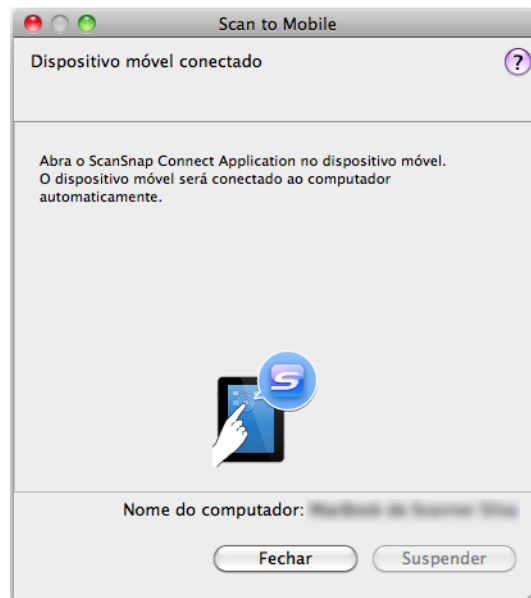 Scan to Mobile
Dispositivo móvel conectado
?
Abra o ScanSnap Connect Application no dispositivo móvel.
O dispositivo móvel será conectado ao computador
automaticamente.
S
Nome do computador:
Fechar
Suspender